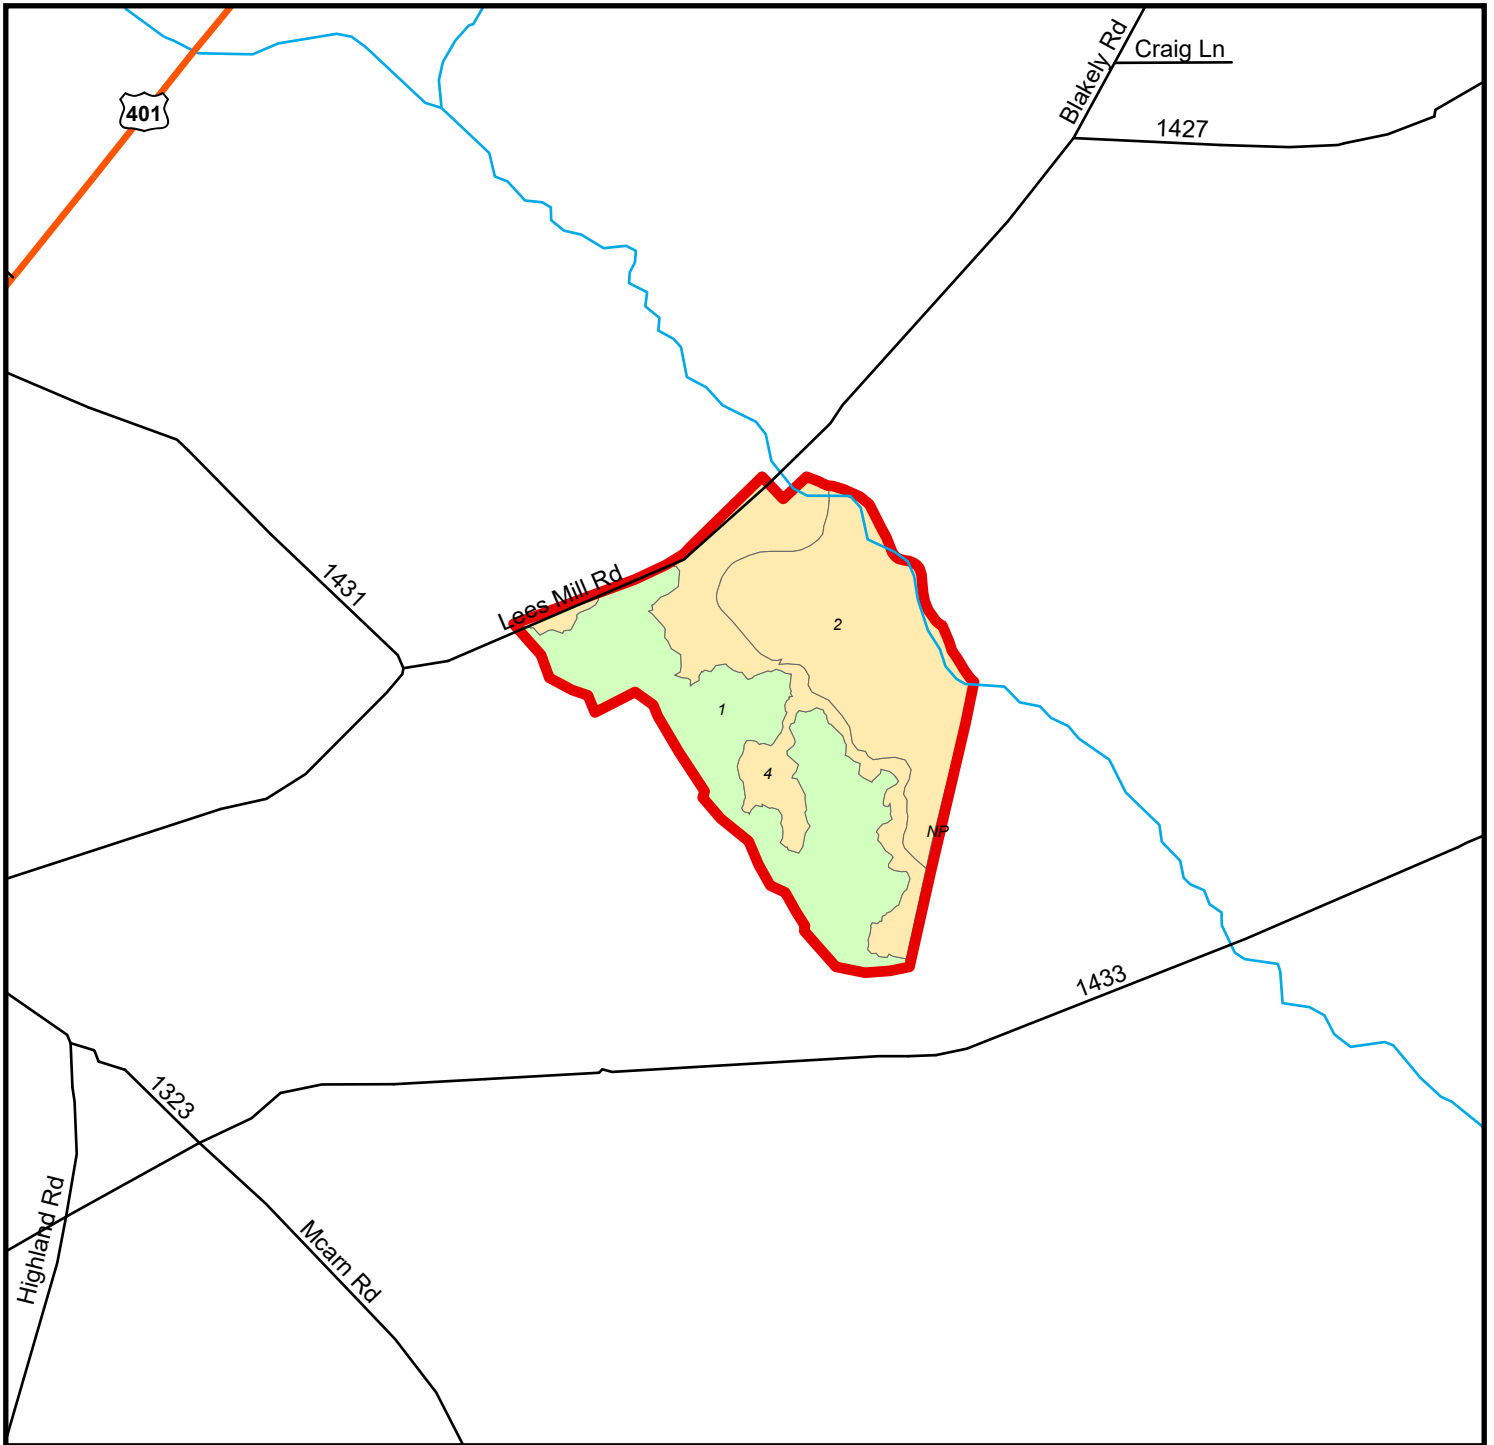 Blakely Rd
Craig Ln
401
1427
1431
Lees Mill Rd
2
1
4
NP
1433
1323
Highland Rd
Mcarn Rd